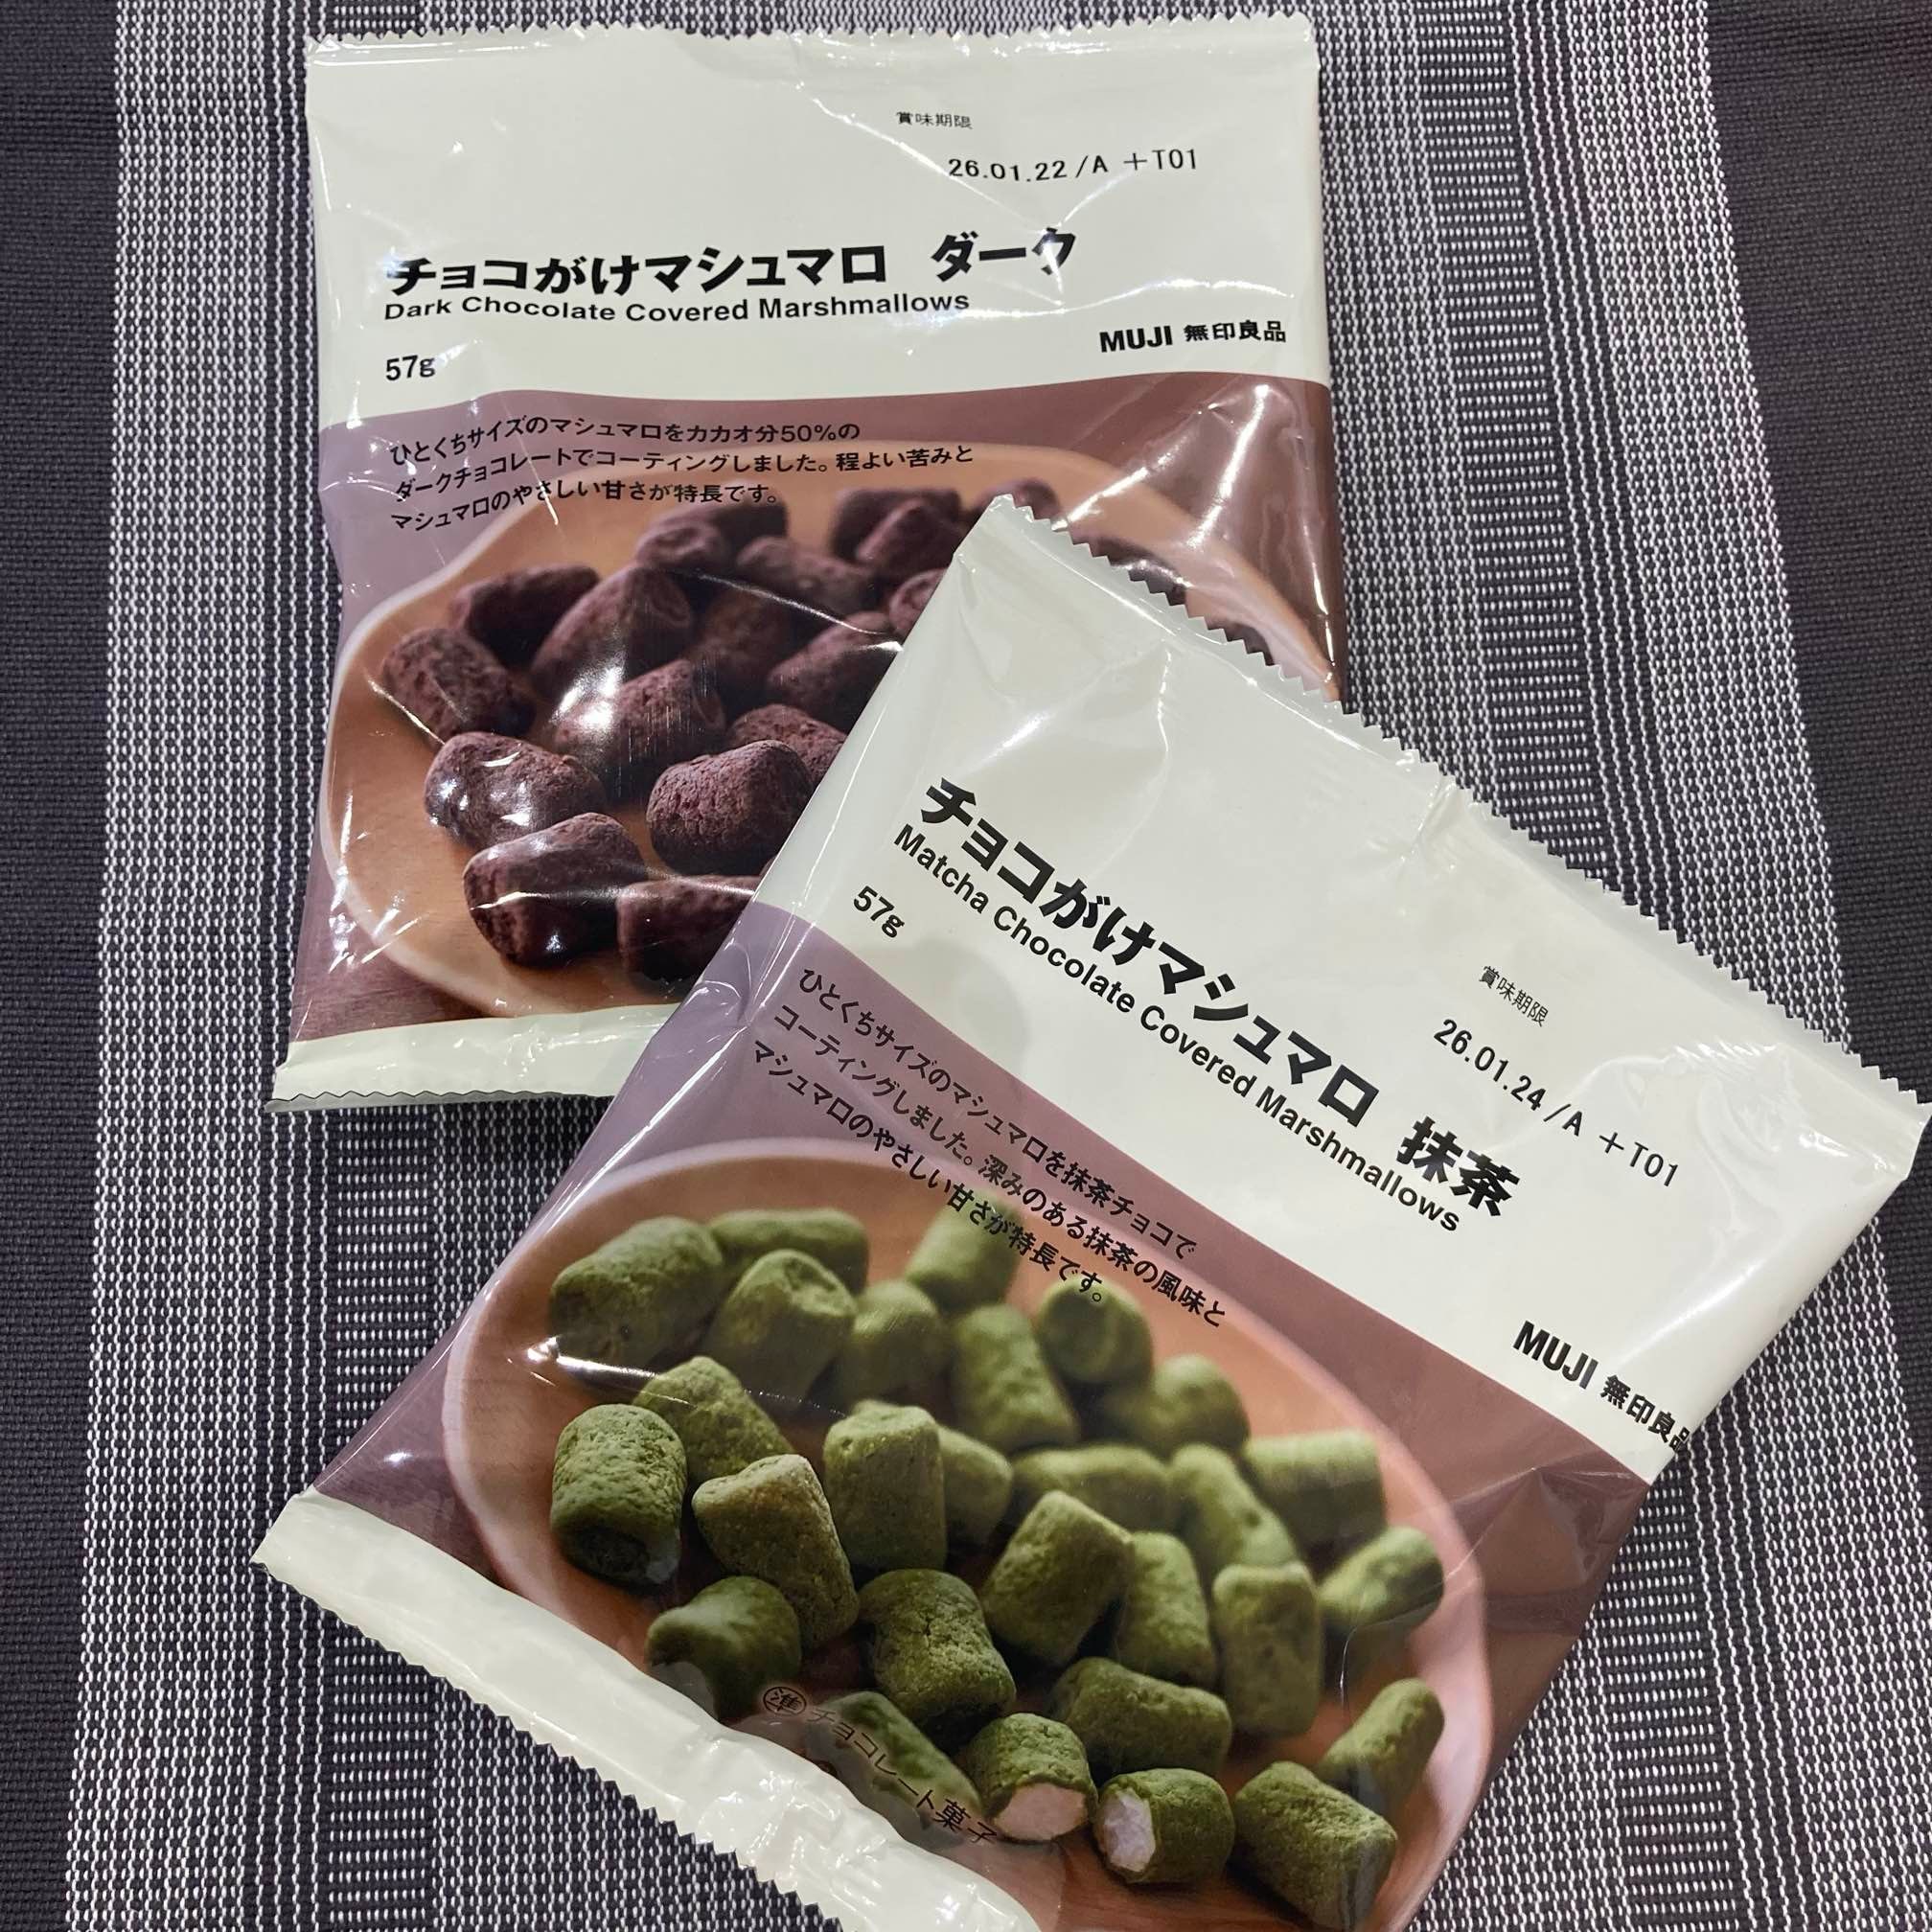 賞味期限
26.01.22/A +T01
チョコがけマシュマロ ダーク
Dark Chocolate Covered Marshmallows
57g
MUJI 無印良品
ひとくちサイズのマシュマロをカカオ分50%の
ダークチョコレートでコーティングしました。程よい苦みと
マシュマロのやさしい甘さが特長です。
賞味期限
26.01.24/A +T01
チョコがけマシュマロ 抹茶
Matcha Chocolate Covered Marshmallows
57g
MUJI 無印良品
ひとくちサイズのマシュマロを抹茶チョコで
コーティングしました。深みのある抹茶の風味と
マシュマロのやさしい甘さが特長です。
㊜チョコレート菓子